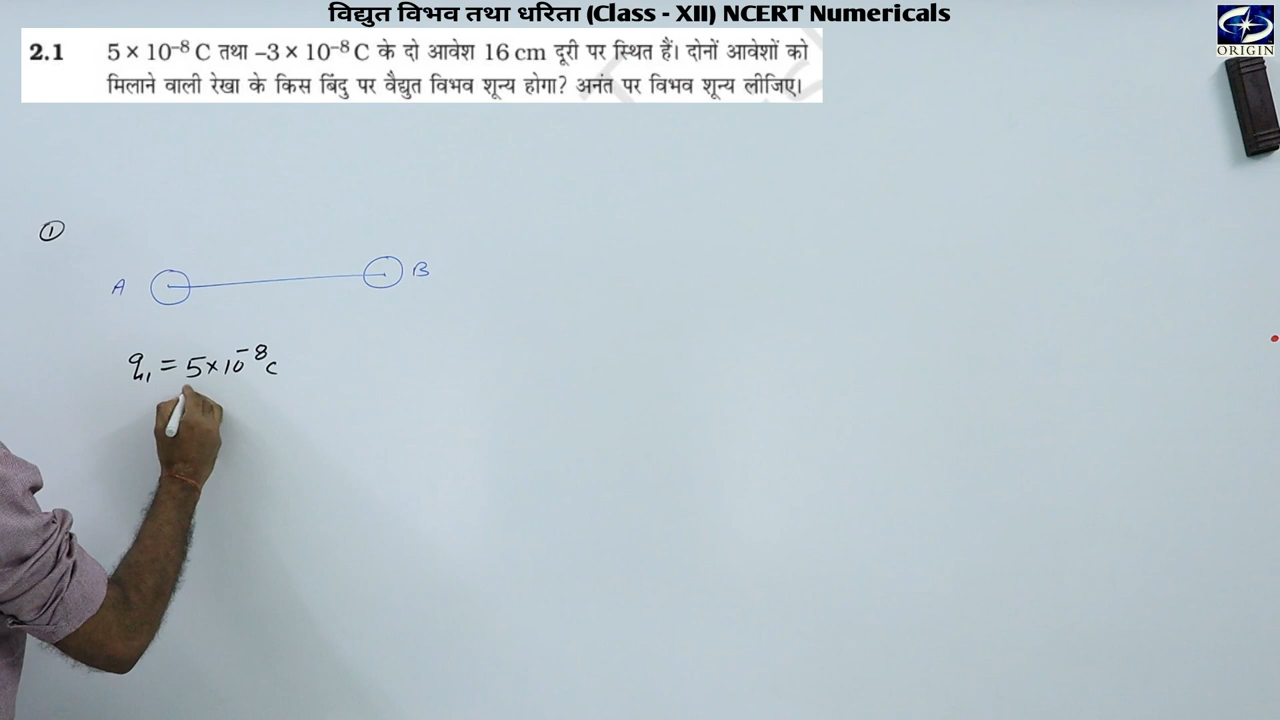 विद्युत विभव तथा धरिता (Class - XII) NCERT Numericals
ORIGIN
2.1 5 × 10⁻⁸ C तथा –3 × 10⁻⁸ C के दो आवेश 16 cm दूरी पर स्थित हैं। दोनों आवेशों को
मिलाने वाली रेखा के किस बिंदु पर वैद्युत विभव शून्य होगा? अनंत पर विभव शून्य लीजिए।
①
A B
q₁ = 5×10⁻⁸ C